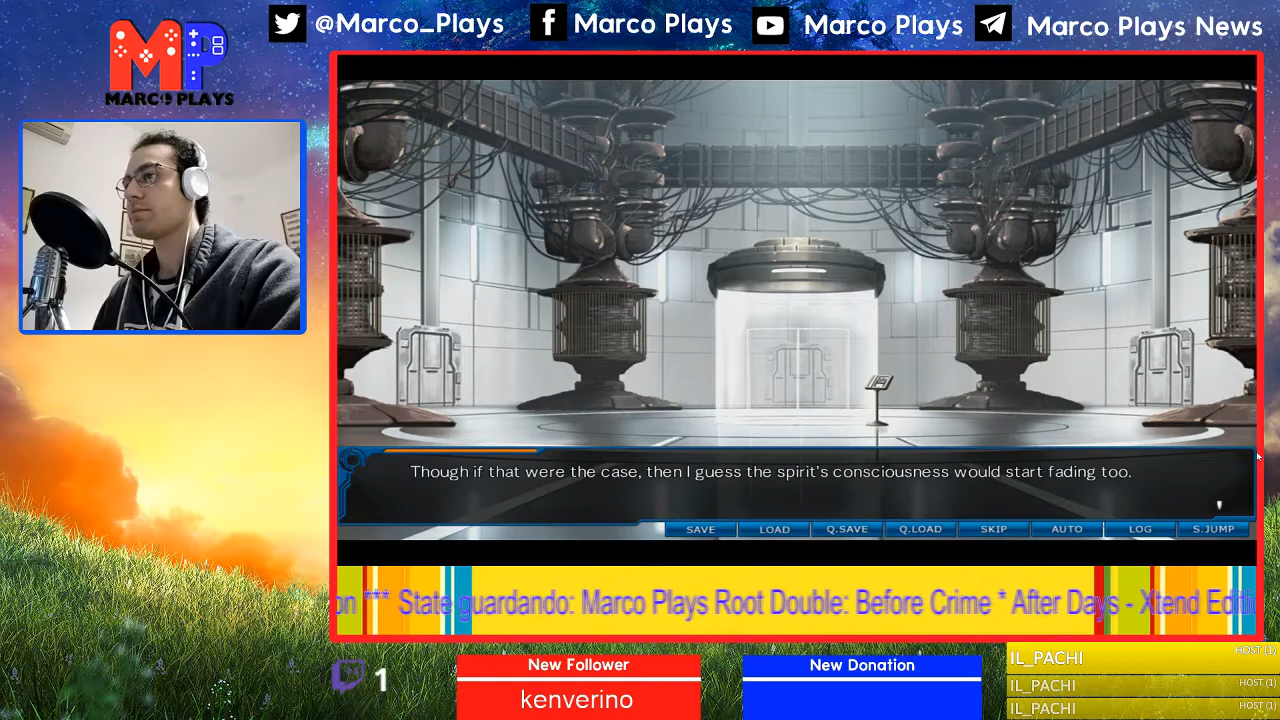 @Marco_Plays
Marco Plays
Marco Plays
Marco Plays News
MP
MARCO PLAYS
Though if that were the case, then I guess the spirit's consciousness would start fading too.
SAVE
LOAD
Q.SAVE
Q.LOAD
SKIP
AUTO
LOG
S.JUMP
on *** State guardando: Marco Plays Root Double: Before Crime * After Days - Xtend Editi
1
New Follower
kenverino
New Donation
IL_PACHI
HOST (1)
IL_PACHI
HOST (1)
IL_PACHI
HOST (1)